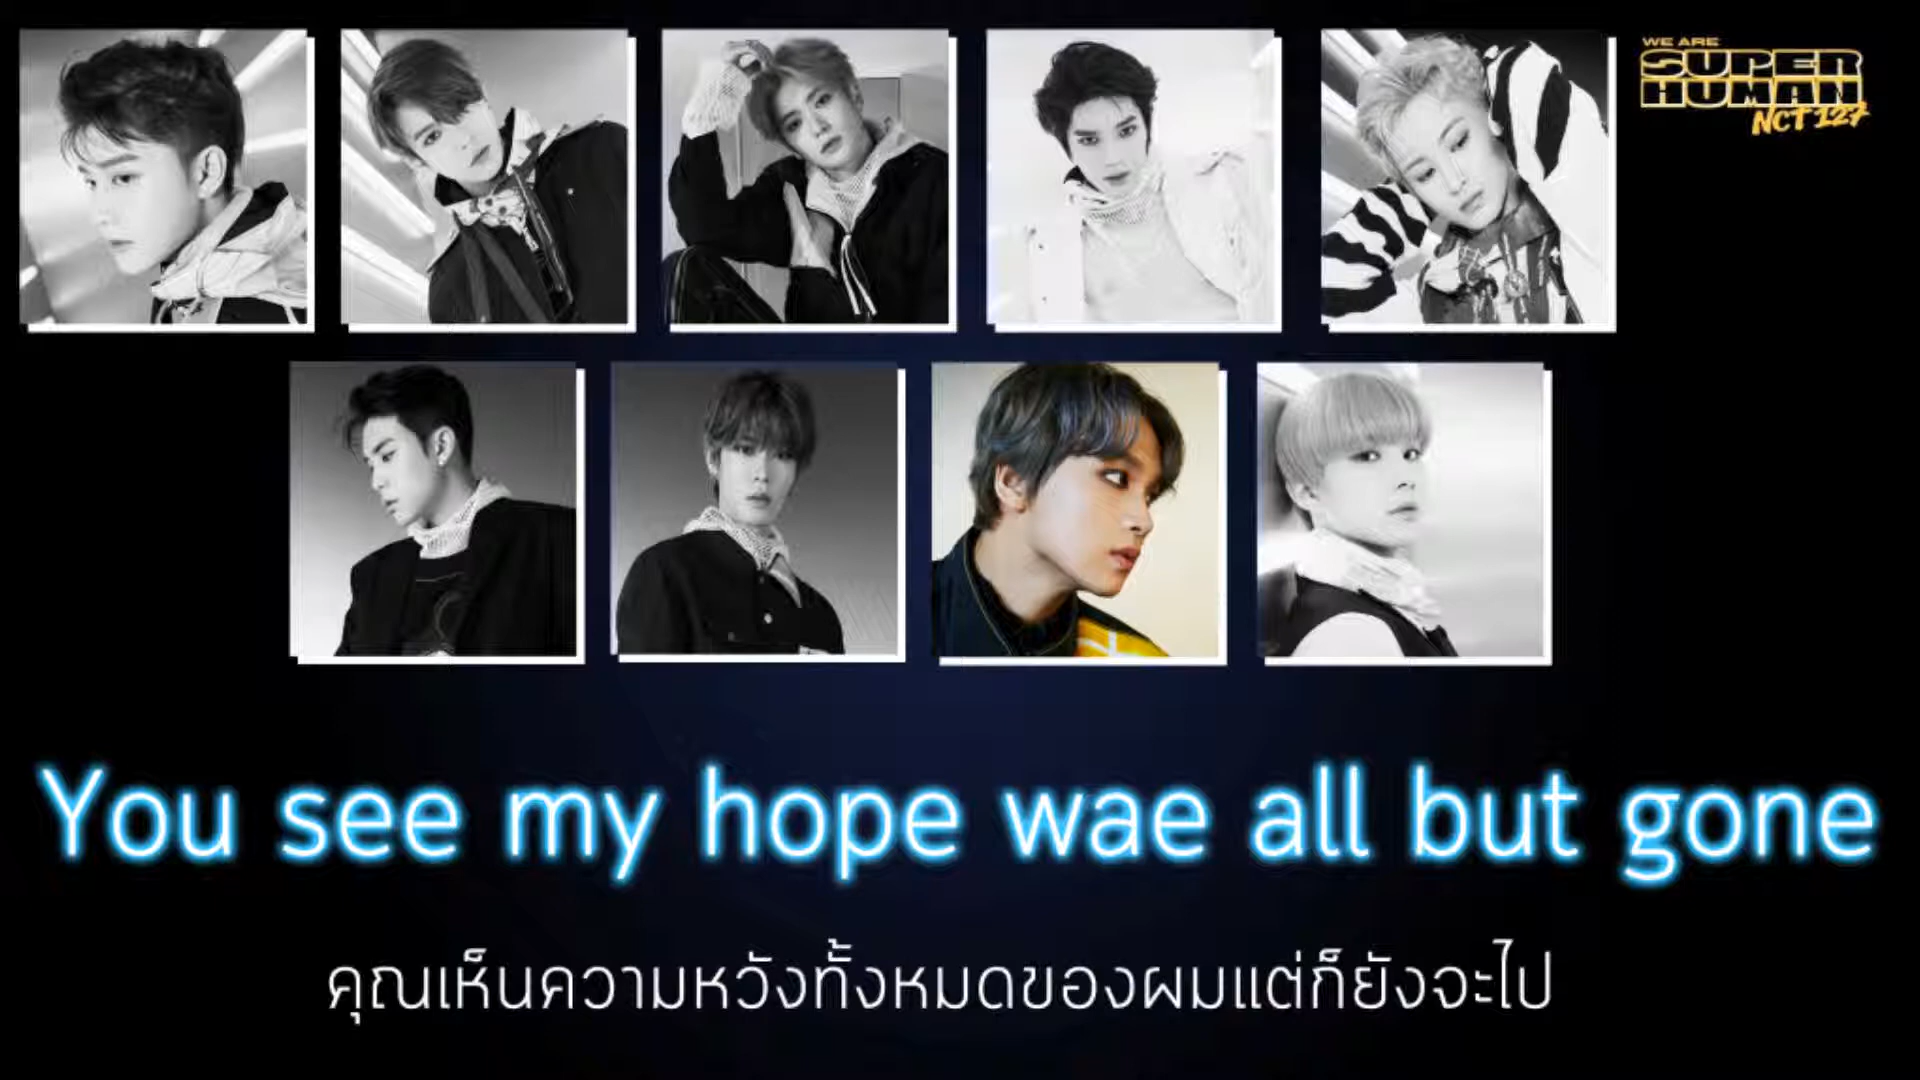 WE ARE
SUPER
HUMAN
NCT 127
You see my hope wae all but gone
คุณเห็นความหวังทั้งหมดของผมแต่ก็ยังจะไป